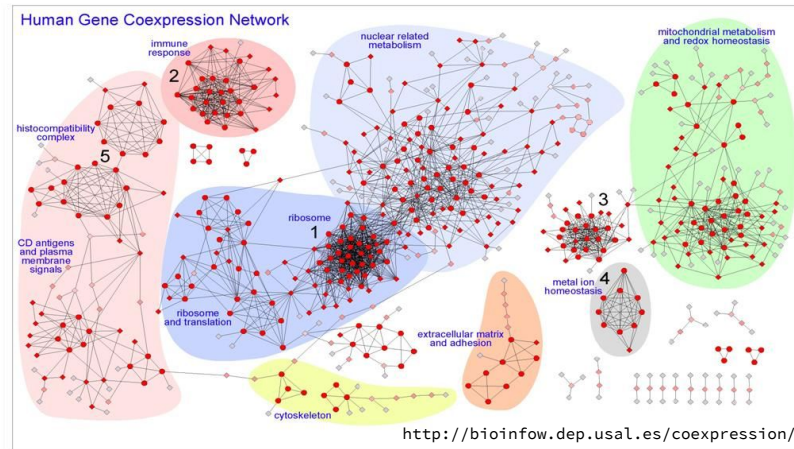 Human Gene Coexpression Network
immune
response
2
nuclear related
metabolism
mitochondrial metabolism
and redox homeostasis
histocompatibility
complex
5
ribosome
1
3
CD antigens
and plasma
membrane
signals
metal ion
homeostasis
4
ribosome
and translation
extracellular matrix
and adhesion
cytoskeleton
http://bioinfow.dep.usal.es/coexpression/